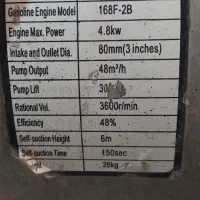 Gasoline Engine Model 168F-2B
Engine Max. Power 4.8kw
Intake and Outlet Dia. 80mm(3 inches)
Pump Output 48m³/h
Pump Lift
Rational Vel. 3600r/min
Efficiency 48%
Self-suction Height 6m
Self-suction Time 150sec
26kg